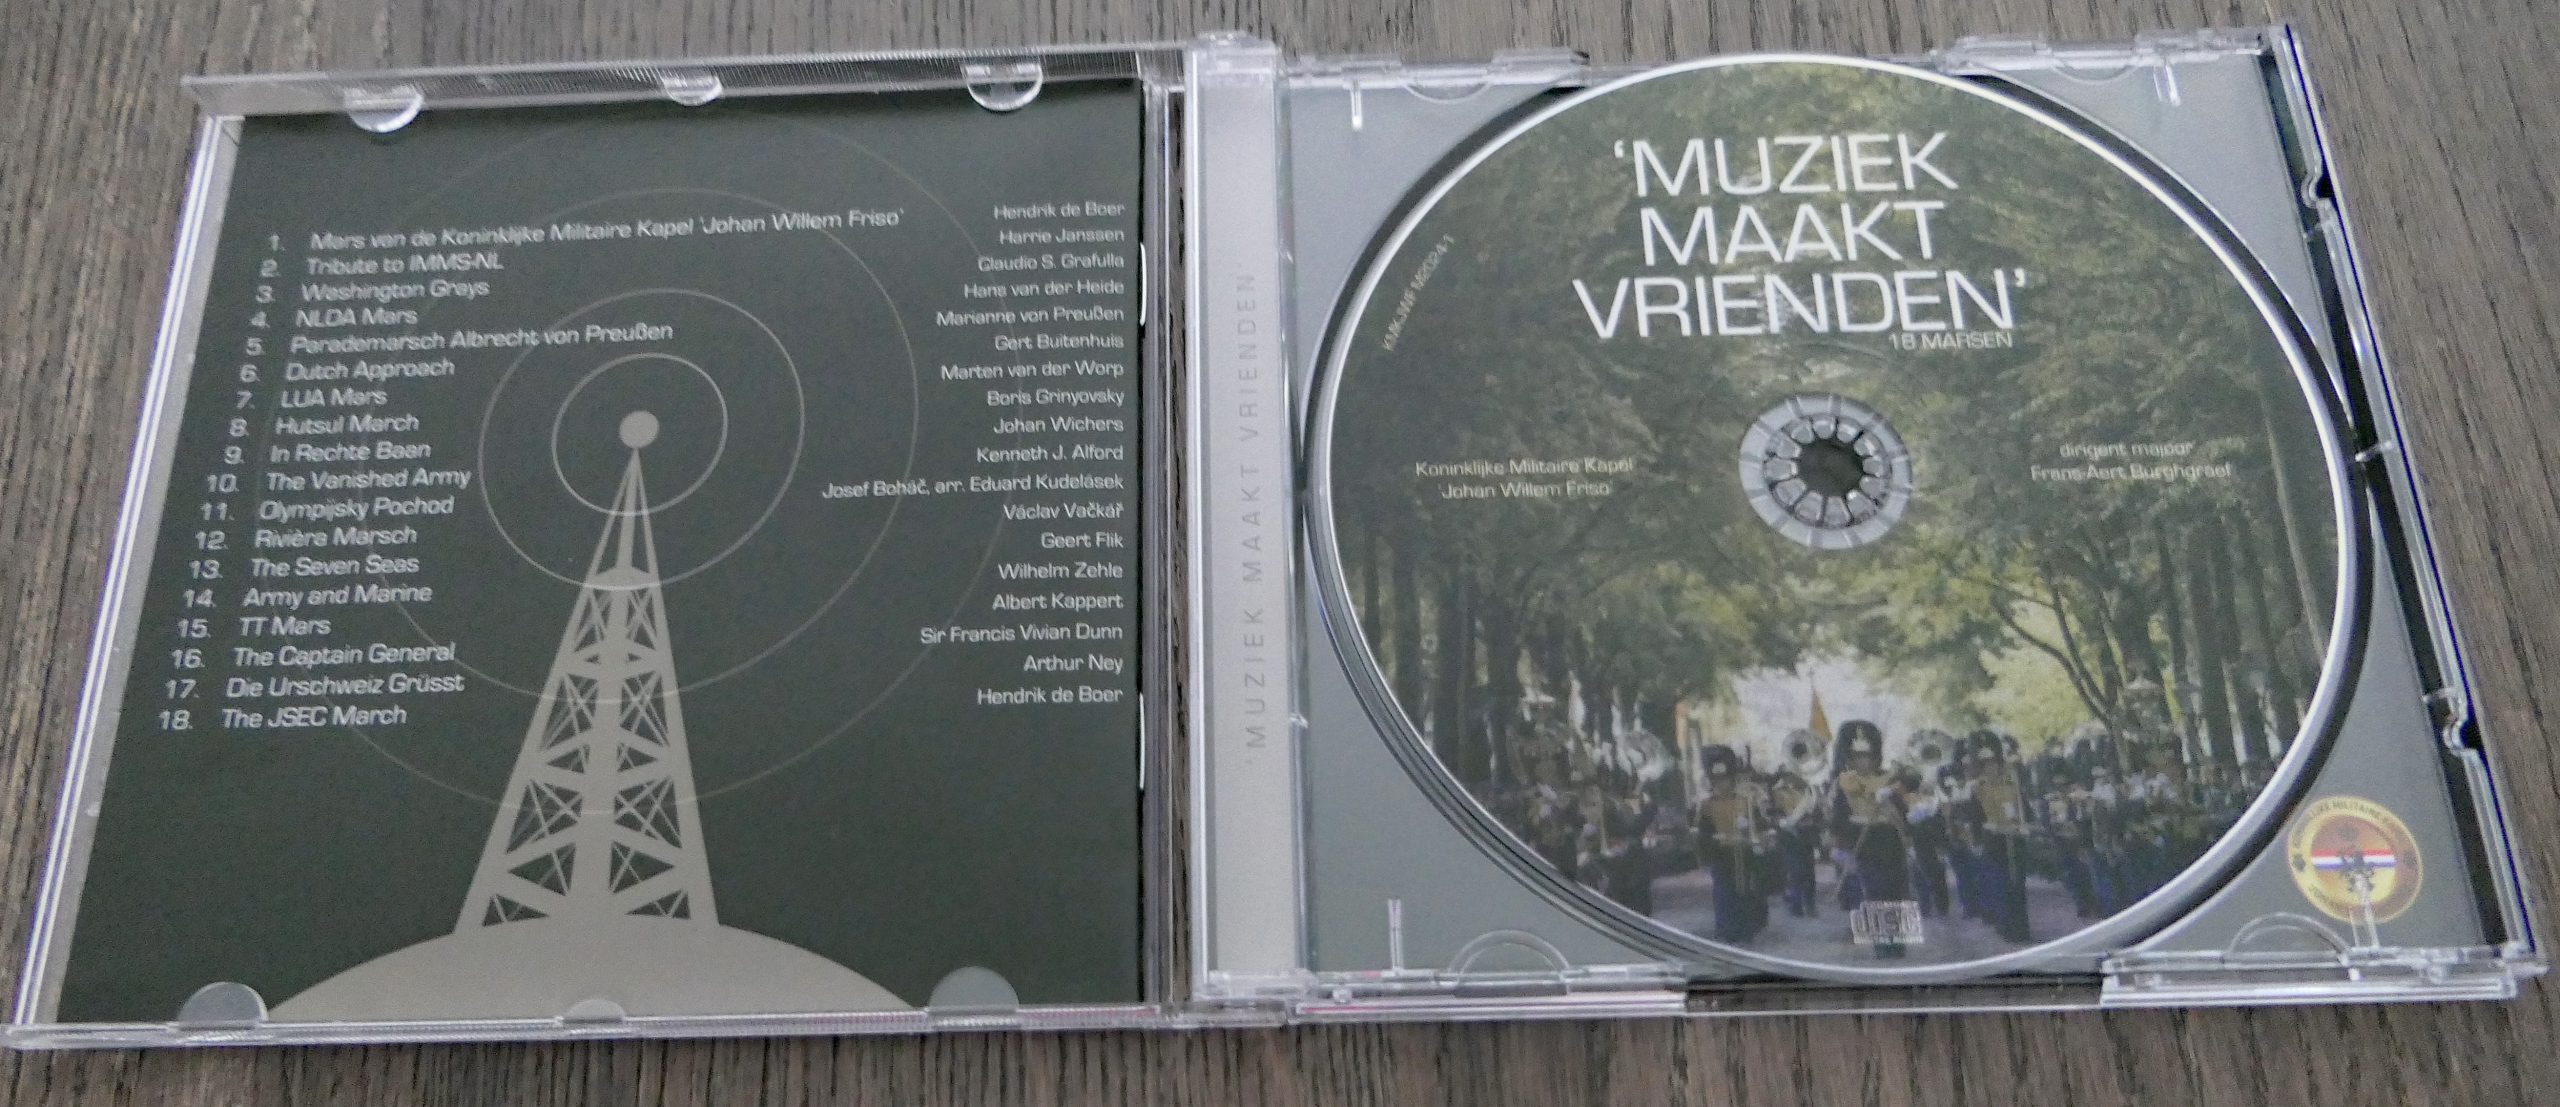 1. Mars van de Koninklijke Militaire Kapel 'Johan Willem Friso' Hendrik de Boer
2. Tribute to IMMS-NL Harrie Janssen
3. Washington Greys Claudio S. Grafulla
4. NLDA Mars Hans van der Heide
5. Parademarsch Albrecht von Preußen Marianne von Preußen
6. Dutch Approach Gert Buitenhuis
7. LUA Mars Marten van der Worp
8. Hutsul March Boris Grinyovsky
9. In Rechte Baan Johan Wichers
10. The Vanished Army Kenneth J. Alford
11. Olympijsky Pochod Josef Boháč, arr. Eduard Kudelásek
12. Rivièra Marsch Václav Vačkář
13. The Seven Seas Geert Flik
14. Army and Marine Wilhelm Zehle
15. TT Mars Albert Kappert
16. The Captain General Sir Francis Vivian Dunn
17. Die Urschweiz Grüsst Arthur Ney
18. The JSEC March Hendrik de Boer
'MUZIEK MAAKT VRIENDEN'
'MUZIEK
MAAKT
VRIENDEN'
18 MARSEN
Koninklijke Militaire Kapel
'Johan Willem Friso'
dirigent majoor
Frans-Aert Burghgraef
disc